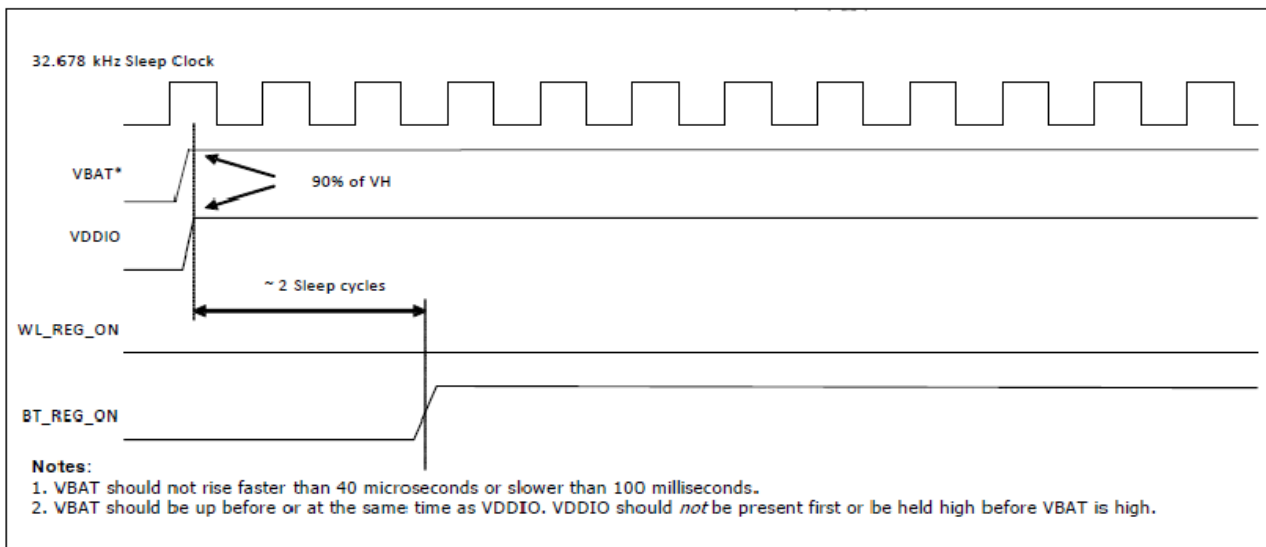 32.678 kHz Sleep Clock
VBAT*
90% of VH
VDDIO
~ 2 Sleep cycles
WL_REG_ON
BT_REG_ON
Notes:
1. VBAT should not rise faster than 40 microseconds or slower than 100 milliseconds.
2. VBAT should be up before or at the same time as VDDIO. VDDIO should not be present first or be held high before VBAT is high.